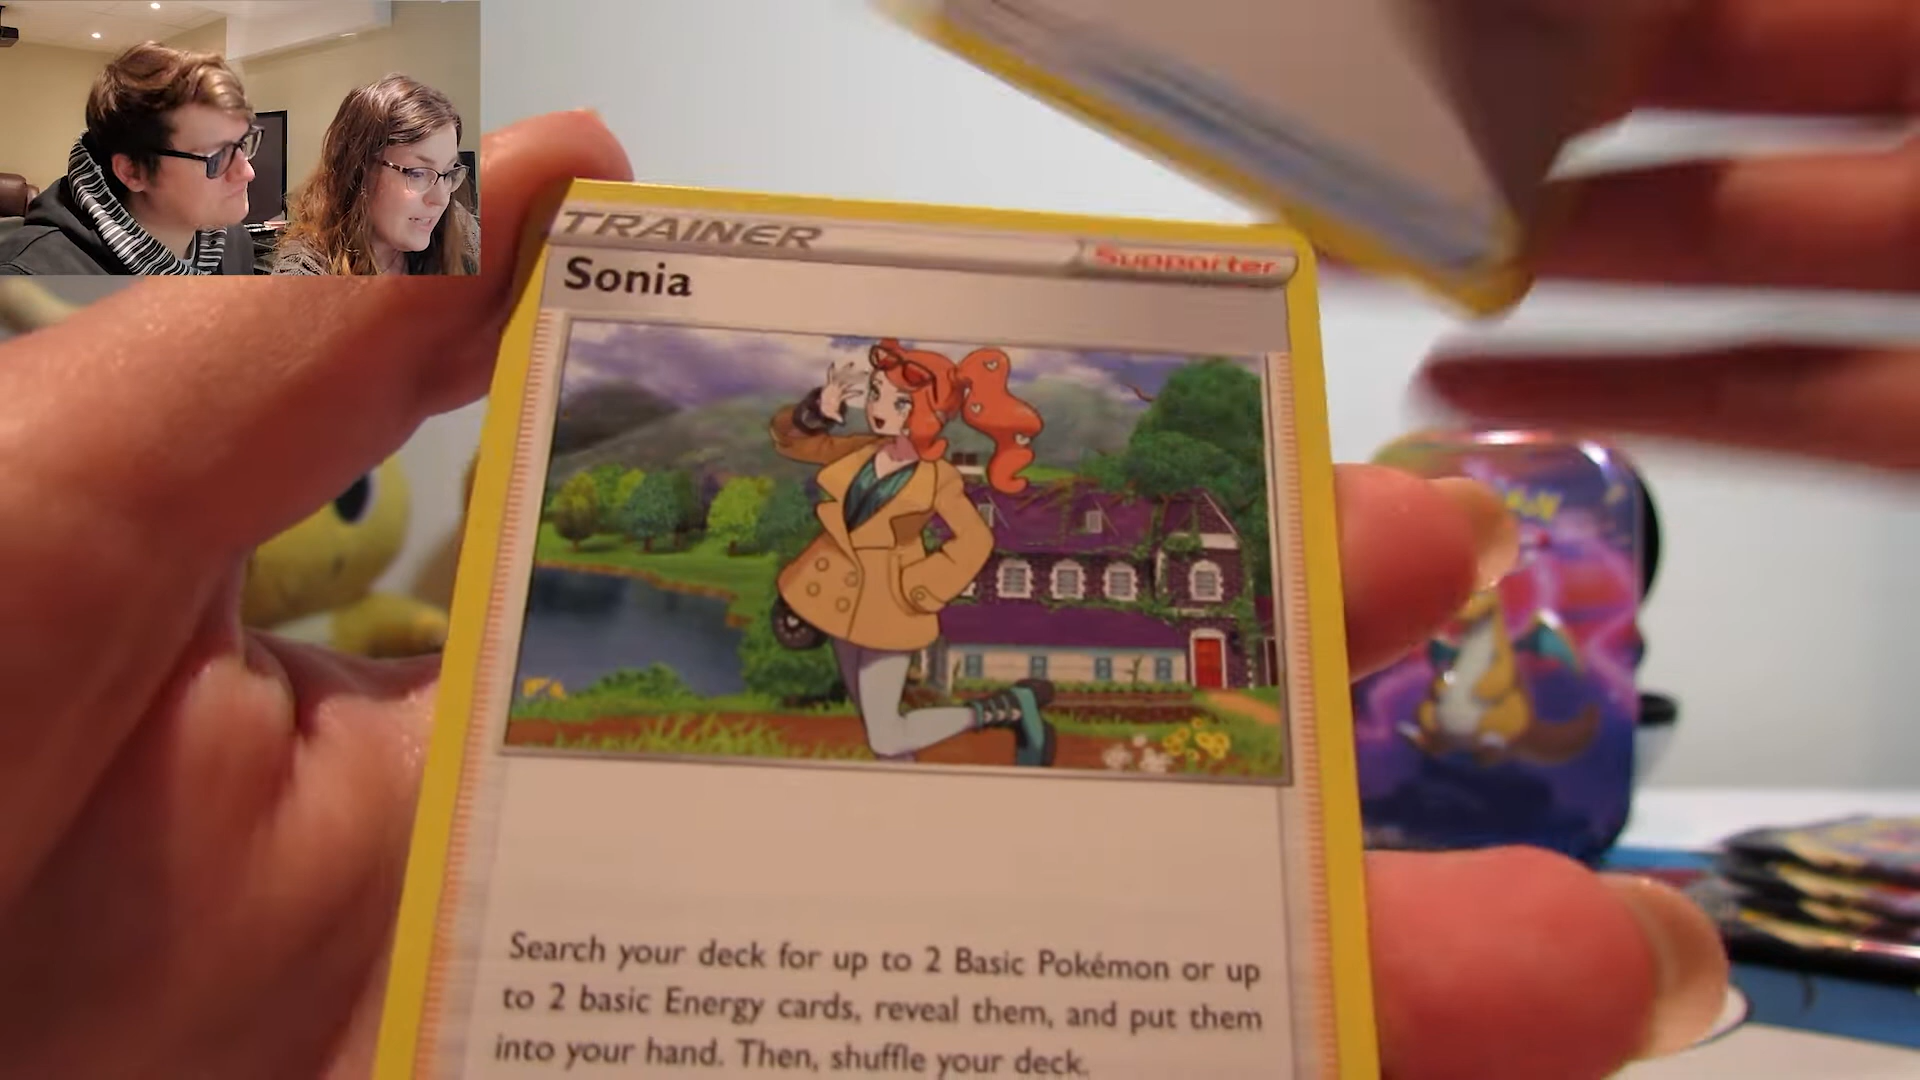 TRAINER
Supporter
Sonia
Search your deck for up to 2 Basic Pokémon or up
to 2 basic Energy cards, reveal them, and put them
into your hand. Then, shuffle your deck.